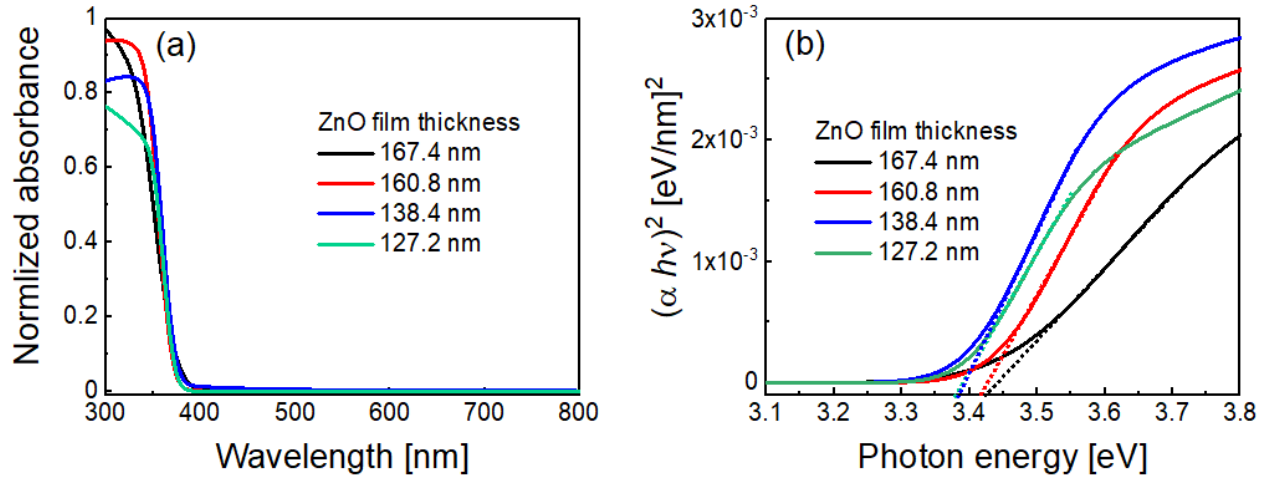 (a)
Normlized absorbance
1
0.8
0.6
0.4
0.2
0
300
400
500
600
700
800
Wavelength [nm]
ZnO film thickness
167.4 nm
160.8 nm
138.4 nm
127.2 nm
(b)
(α hν)² [eV/nm]²
3x10⁻³
2x10⁻³
1x10⁻³
0
3.1
3.2
3.3
3.4
3.5
3.6
3.7
3.8
Photon energy [eV]
ZnO film thickness
167.4 nm
160.8 nm
138.4 nm
127.2 nm